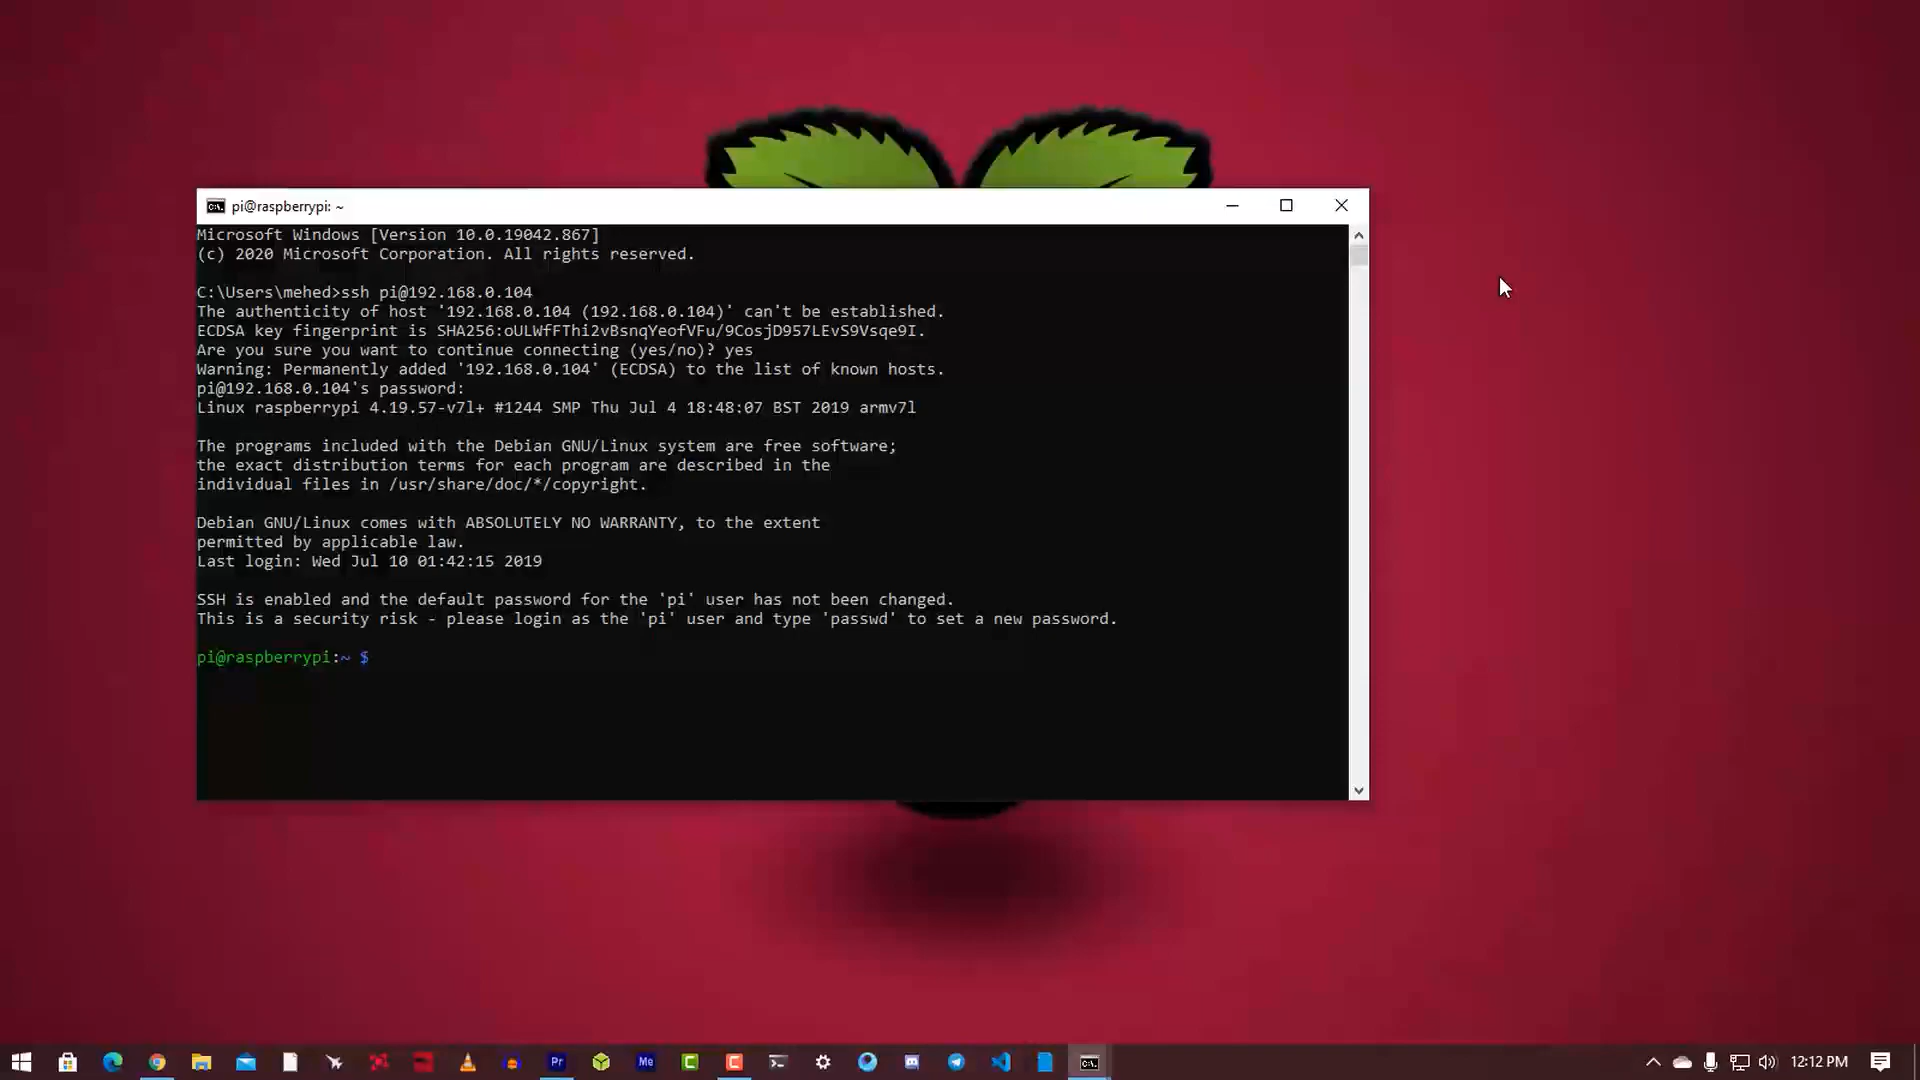 pi@raspberrypi: ~
Microsoft Windows [Version 10.0.19042.867]
(c) 2020 Microsoft Corporation. All rights reserved.
C:\Users\mehed>ssh pi@192.168.0.104
The authenticity of host '192.168.0.104 (192.168.0.104)' can't be established.
ECDSA key fingerprint is SHA256:oULWfFThi2vBsnqYeofVFu/9CosjD957LEvS9Vsqe9I.
Are you sure you want to continue connecting (yes/no)? yes
Warning: Permanently added '192.168.0.104' (ECDSA) to the list of known hosts.
pi@192.168.0.104's password:
Linux raspberrypi 4.19.57-v7l+ #1244 SMP Thu Jul 4 18:48:07 BST 2019 armv7l
The programs included with the Debian GNU/Linux system are free software;
the exact distribution terms for each program are described in the
individual files in /usr/share/doc/*/copyright.
Debian GNU/Linux comes with ABSOLUTELY NO WARRANTY, to the extent
permitted by applicable law.
Last login: Wed Jul 10 01:42:15 2019
SSH is enabled and the default password for the 'pi' user has not been changed.
This is a security risk - please login as the 'pi' user and type 'passwd' to set a new password.
pi@raspberrypi:~ $
Pr
Me
C
C
12:12 PM